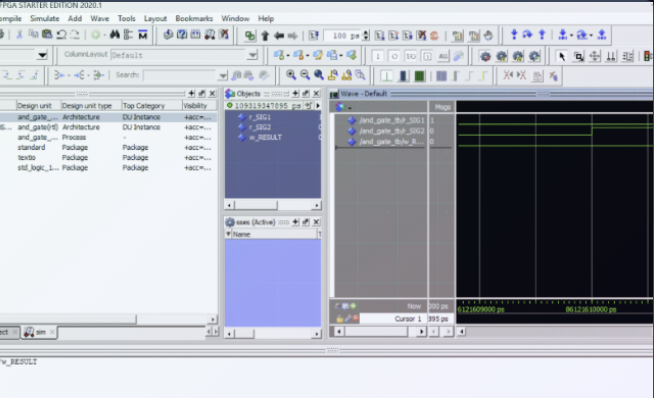 FPGA STARTER EDITION 2020.1
ompile Simulate Add Wave Tools Layout Bookmarks Window Help
100 ps
ColumnLayout Default
Search:
Design unit Design unit type Top Category Visibility
and_gate_... Architecture DU Instance +acc=...
and_gate(rtl) Architecture DU Instance +acc=...
and_gate_... Process - +acc=...
standard Package Package +acc=...
textio Package Package +acc=...
std_logic_1... Package Package +acc=...
ect sim
Objects
109319347095 ps
r_SIG1
r_SIG2
w_RESULT
sses (Active)
Name
Wave - Default
Msgs
/and_gate_tb/r_SIG1 1
/and_gate_tb/r_SIG2 0
/and_gate_tb/w_R... 0
Now 000 ps
Cursor 1 395 ps
6121609000 ps 86121610000 ps
/w_RESULT